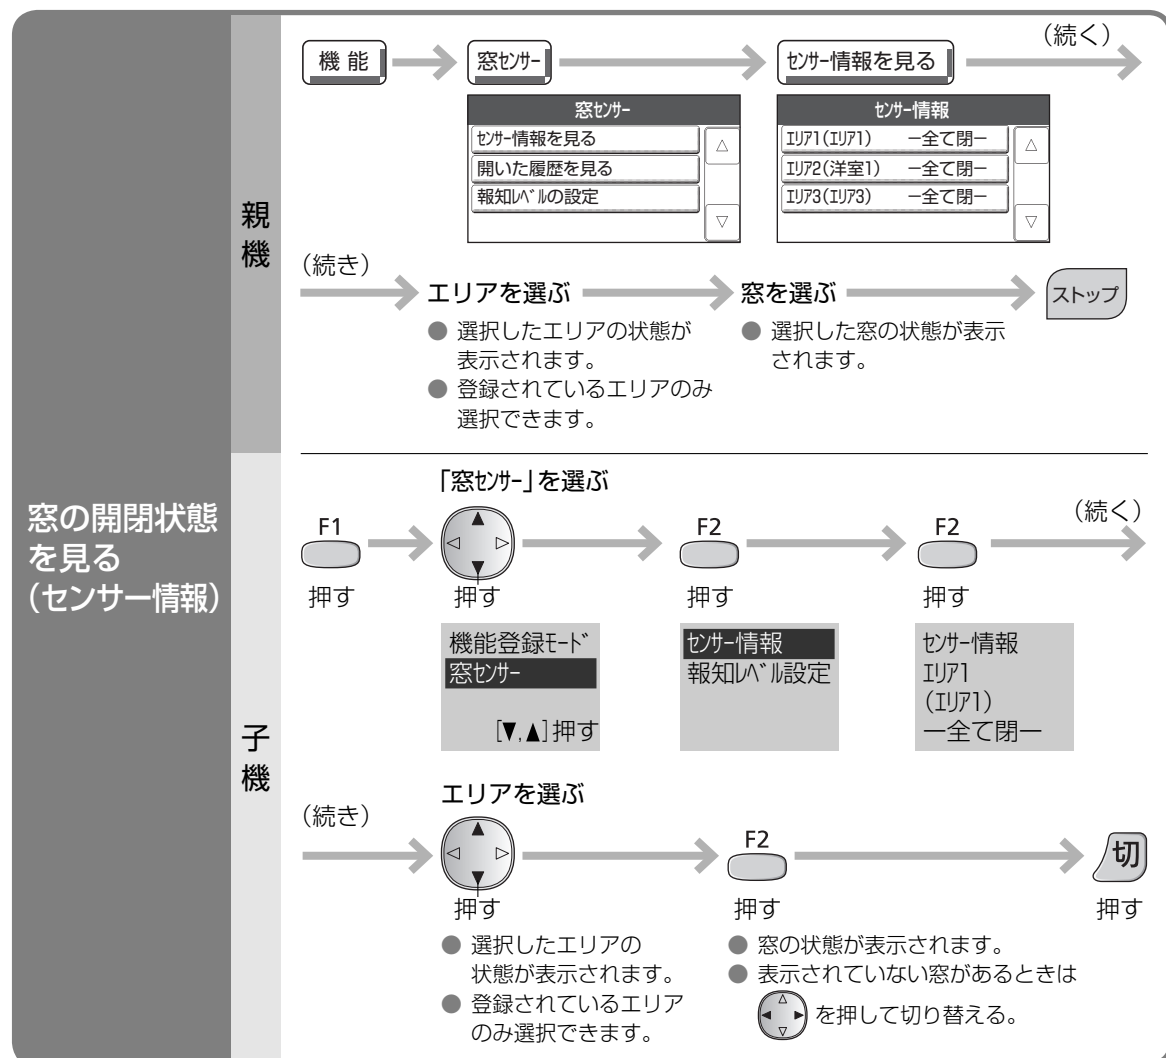 窓の開閉状態
を見る
（センサー情報）
親機
機 能
窓ｾﾝｻｰ
ｾﾝｻｰ情報を見る
（続く）
窓ｾﾝｻｰ
ｾﾝｻｰ情報を見る
△
開いた履歴を見る
報知ﾚﾍﾞﾙの設定
▽
ｾﾝｻｰ情報
ｴﾘｱ1(ｴﾘｱ1) ー全て閉ー
△
ｴﾘｱ2(洋室1) ー全て閉ー
ｴﾘｱ3(ｴﾘｱ3) ー全て閉ー
▽
（続き）
エリアを選ぶ
● 選択したエリアの状態が
表示されます。
● 登録されているエリアのみ
選択できます。
窓を選ぶ
● 選択した窓の状態が表示
されます。
ストップ
子機
「窓ｾﾝｻｰ」を選ぶ
F1
押す
押す
F2
押す
F2
押す
（続く）
機能登録ﾓｰﾄﾞ
窓ｾﾝｻｰ
[▼,▲]押す
ｾﾝｻｰ情報
報知ﾚﾍﾞﾙ設定
ｾﾝｻｰ情報
ｴﾘｱ1
(ｴﾘｱ1)
ー全て閉ー
（続き）
エリアを選ぶ
押す
F2
押す
切
押す
● 選択したエリアの
状態が表示されます。
● 登録されているエリア
のみ選択できます。
● 窓の状態が表示されます。
● 表示されていない窓があるときは
を押して切り替える。